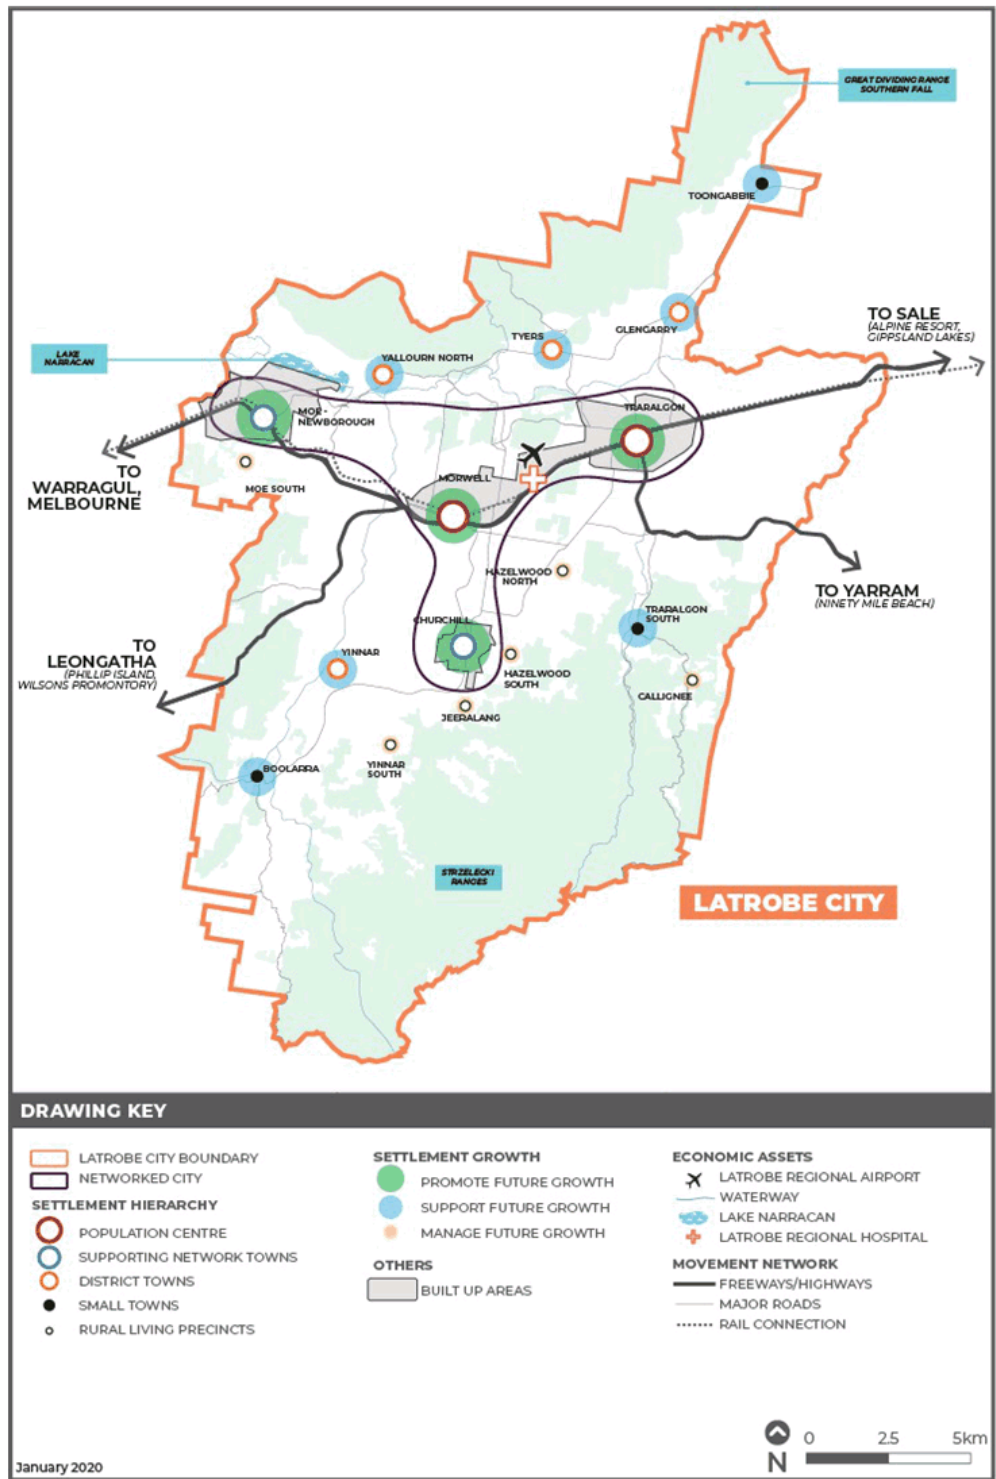 GREAT DIVIDING RANGE
SOUTHERN FALL
TOONGABBIE
TO SALE
(ALPINE RESORT,
GIPPSLAND LAKES)
GLENGARRY
TYERS
LAKE
NARRACAN
YALLOURN NORTH
MOE -
NEWBOROUGH
TRARALGON
TO
WARRAGUL,
MELBOURNE
MOE SOUTH
MORWELL
HAZELWOOD
NORTH
TO YARRAM
(NINETY MILE BEACH)
CHURCHILL
TRARALGON
SOUTH
TO
LEONGATHA
(PHILLIP ISLAND,
WILSONS PROMONTORY)
YINNAR
HAZELWOOD
SOUTH
CALLIGNEE
JEERALANG
YINNAR
SOUTH
BOOLARRA
STRZELECKI
RANGES
LATROBE CITY
DRAWING KEY
LATROBE CITY BOUNDARY
NETWORKED CITY
SETTLEMENT HIERARCHY
POPULATION CENTRE
SUPPORTING NETWORK TOWNS
DISTRICT TOWNS
SMALL TOWNS
RURAL LIVING PRECINCTS
SETTLEMENT GROWTH
PROMOTE FUTURE GROWTH
SUPPORT FUTURE GROWTH
MANAGE FUTURE GROWTH
OTHERS
BUILT UP AREAS
ECONOMIC ASSETS
LATROBE REGIONAL AIRPORT
WATERWAY
LAKE NARRACAN
LATROBE REGIONAL HOSPITAL
MOVEMENT NETWORK
FREEWAYS/HIGHWAYS
MAJOR ROADS
RAIL CONNECTION
January 2020
N
0 2.5 5km